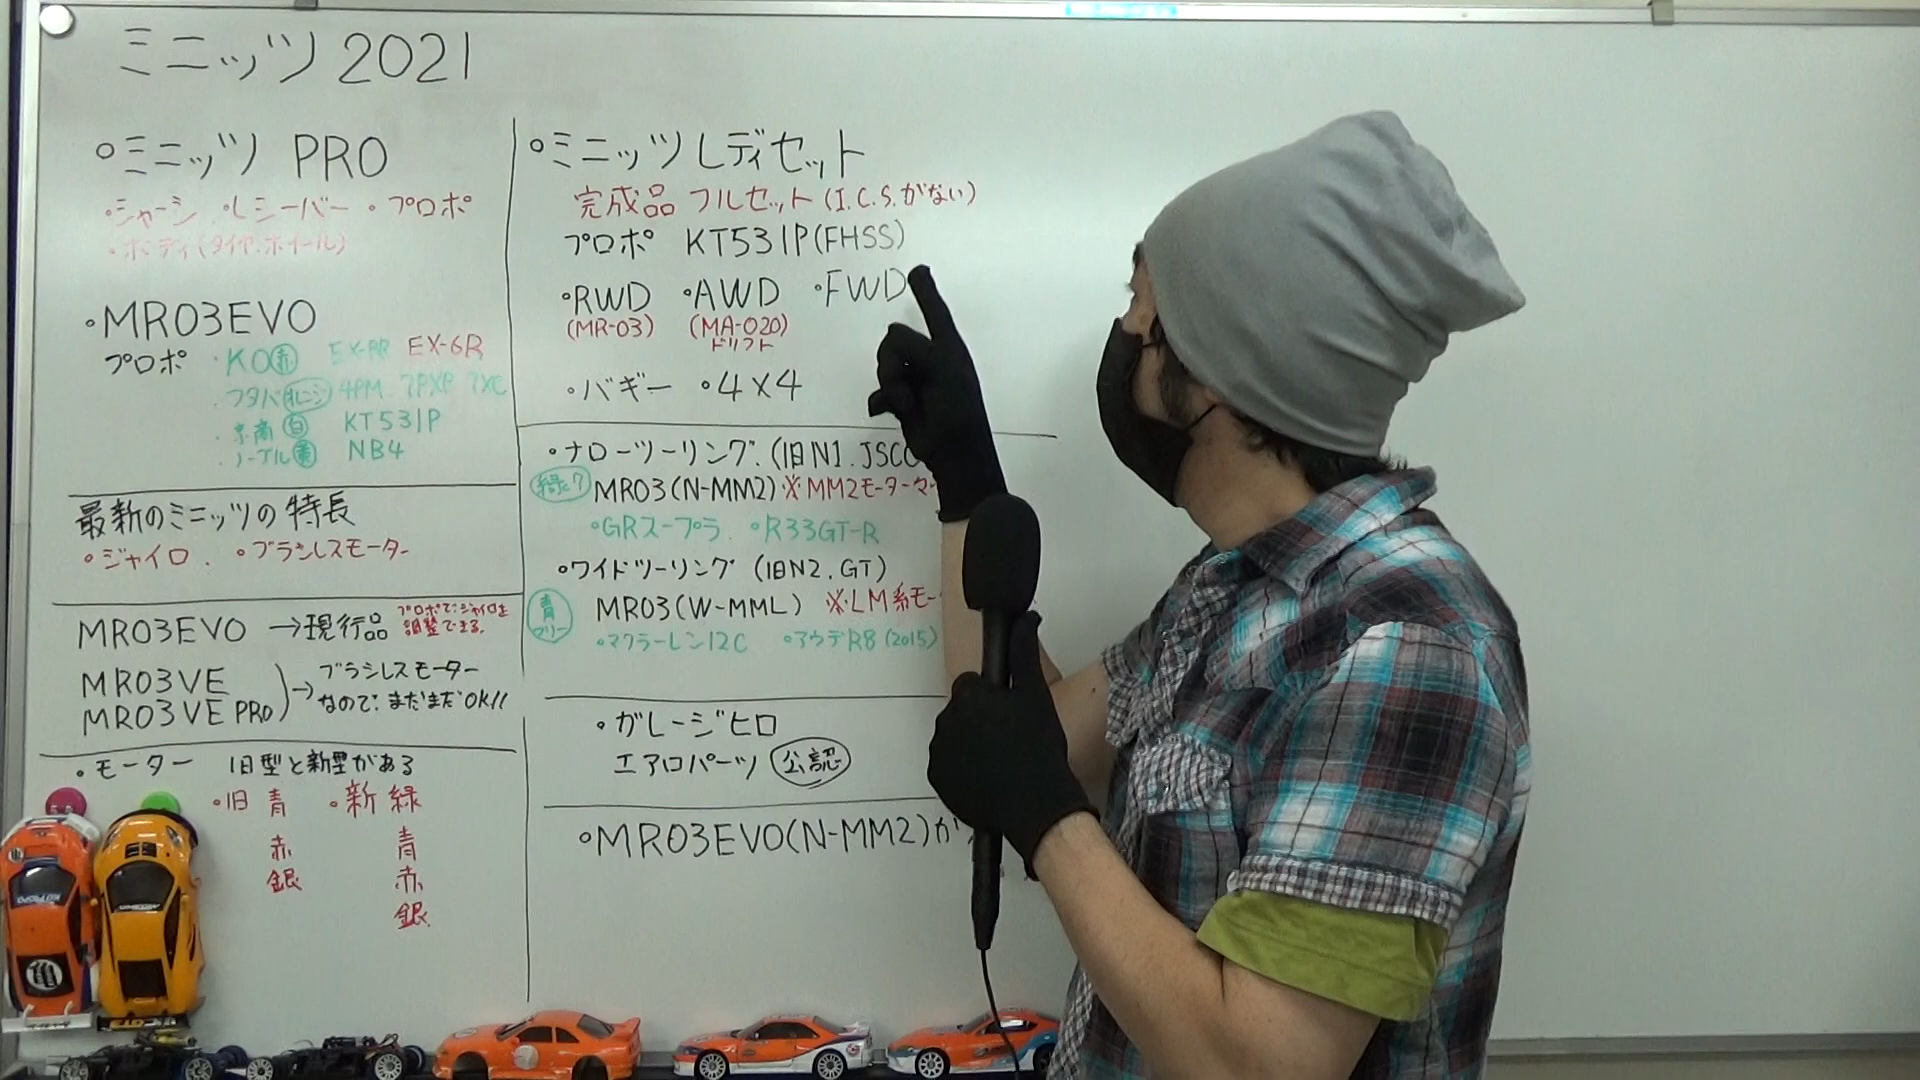 ミニッツ 2021
○ミニッツ PRO
・シャーシ ・レシーバー ・プロポ
・ボディ(タイヤ.ホイール)
・MR03EVO
プロポ ・KO赤 EX-RR EX-6R
・フタバオレンジ 4PM. 7PXR 7XC
・京商白 KT531P
・ノーブル黄 NB4
最新のミニッツの特長
○ジャイロ. ○ブラシレスモーター
MR03EVO →現行品 プロポでジャイロを
調整できる.
MR03VE ブラシレスモーター
MR03VE PRO )→ なので まだまだOK!!
・モーター 旧型と新型がある
○旧 青 ○新 緑
赤 青
銀 赤
銀
○ミニッツレディセット
完成品 フルセット(I.C.S.がない)
プロポ KT531P(FHSS)
○RWD ○AWD ○FWD
(MR-03) (MA-020)
ドリフト
○バギー ○4×4
・ナローツーリング.(旧N1.JSCC
緑? MR03(N-MM2) ※MM2モーターマ
○GRスープラ. ○R33GT-R
○ワイドツーリング (旧N2.GT)
青フリー MR03(W-MML) ※LM系モー
○マクラーレン12C ○アウデR8(2015)
○ガレージヒロ
エアロパーツ 公認
○MR03EVO(N-MM2)が